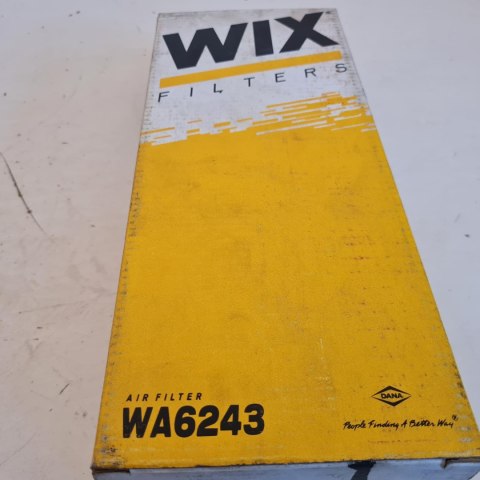 WIX
FILTERS
AIR FILTER
WA6243
DANA
People Finding A Better Way